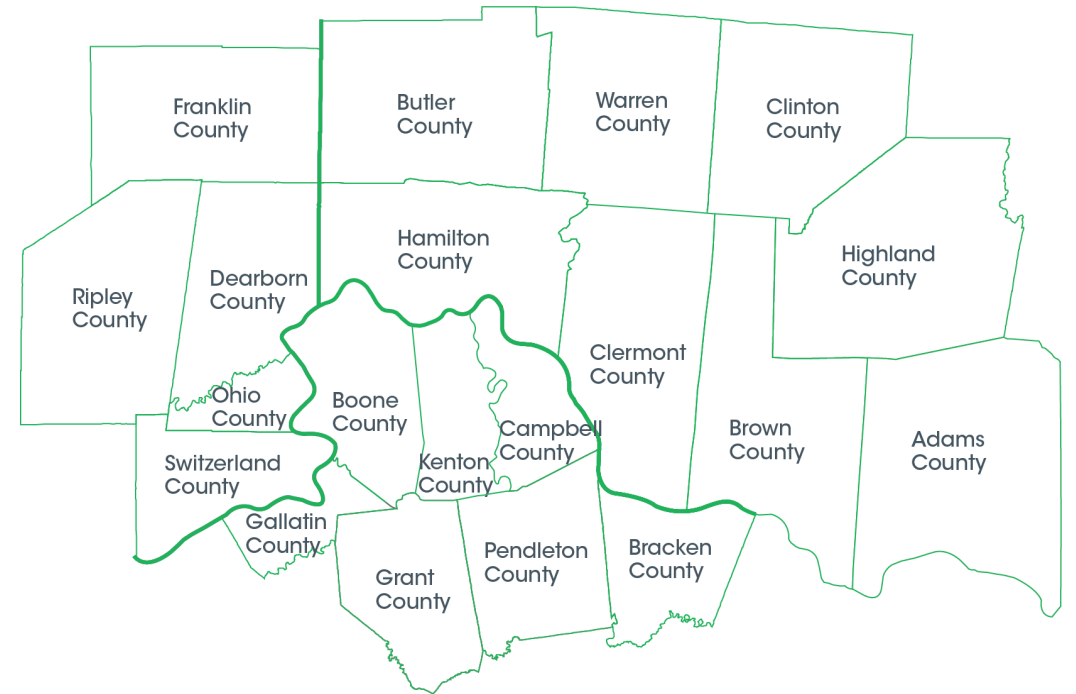 Franklin
County
Butler
County
Warren
County
Clinton
County
Hamilton
County
Highland
County
Dearborn
County
Ripley
County
Clermont
County
Ohio
County
Boone
County
Campbell
County
Brown
County
Adams
County
Switzerland
County
Kenton
County
Gallatin
County
Pendleton
County
Bracken
County
Grant
County